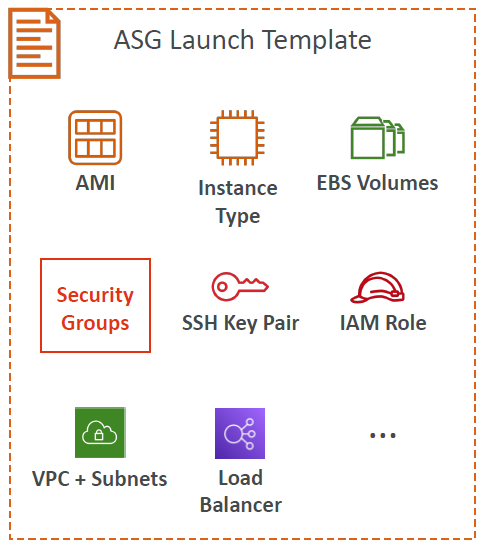 ASG Launch Template
AMI
Instance
Type
EBS Volumes
Security
Groups
SSH Key Pair
IAM Role
VPC + Subnets
Load
Balancer
...